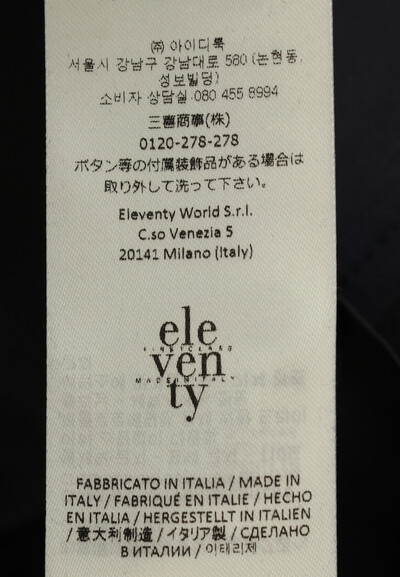 ㈜ 아이디룩
서울시 강남구 강남대로 580 (논현동,
성보빌딩)
소비자 상담실 080 455 8994
三喜商事(株)
0120-278-278
ボタン等の付属装飾品がある場合は
取り外して洗って下さい。
Eleventy World S.r.l.
C.so Venezia 5
20141 Milano (Italy)
ele
ven
MADE IN ITALY
ty
FABBRICATO IN ITALIA / MADE IN
ITALY / FABRIQUÉ EN ITALIE / HECHO
EN ITALIA / HERGESTELLT IN ITALIEN
/ 意大利制造 / イタリア製 / СДЕЛАНО
В ИТАЛИИ / 이태리제